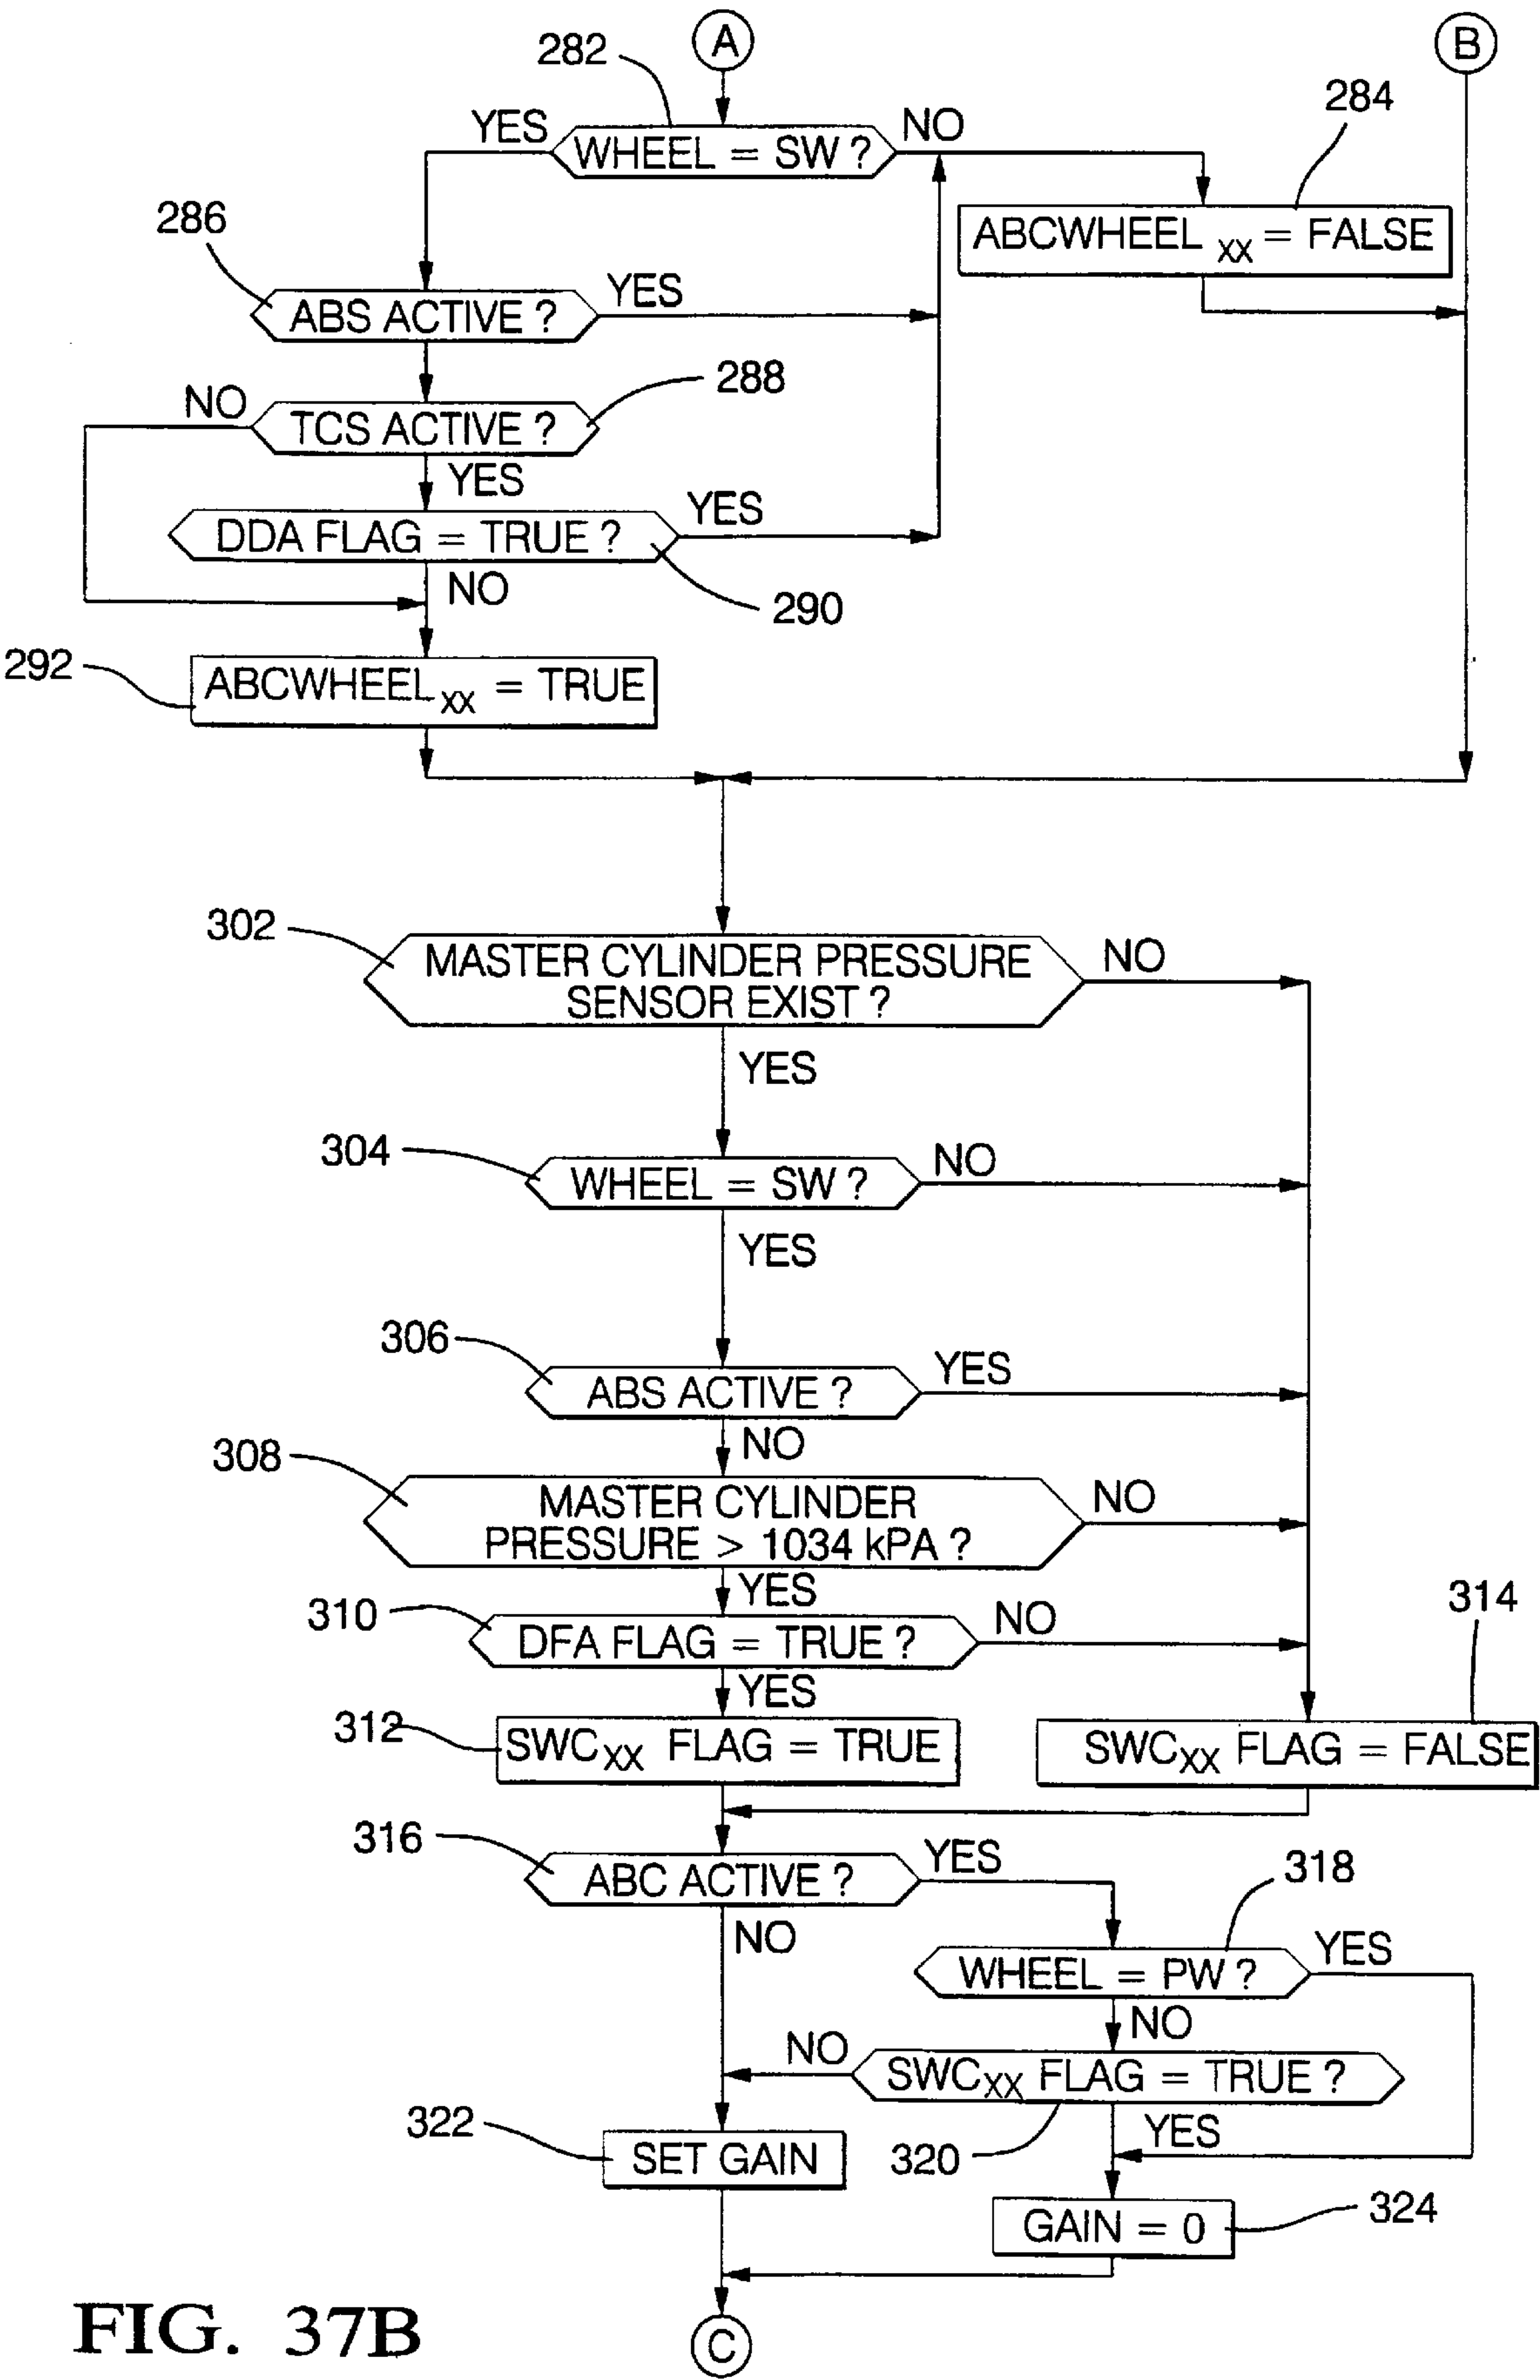 A
B
282
284
YES
WHEEL = SW ?
NO
286
ABCWHEEL XX = FALSE
ABS ACTIVE ?
YES
288
NO
TCS ACTIVE ?
YES
DDA FLAG = TRUE ?
YES
NO
290
292
ABCWHEELXX = TRUE
302
MASTER CYLINDER PRESSURE
SENSOR EXIST ?
NO
YES
304
WHEEL = SW ?
NO
YES
306
ABS ACTIVE ?
YES
NO
308
MASTER CYLINDER
PRESSURE > 1034 kPA ?
NO
YES
310
DFA FLAG = TRUE ?
NO
314
YES
312
SWCXX FLAG = TRUE
SWCXX FLAG = FALSE
316
ABC ACTIVE ?
YES
318
NO
WHEEL = PW ?
YES
NO
NO
SWCXX FLAG = TRUE ?
322
320
YES
SET GAIN
GAIN = 0
324
FIG. 37B
C